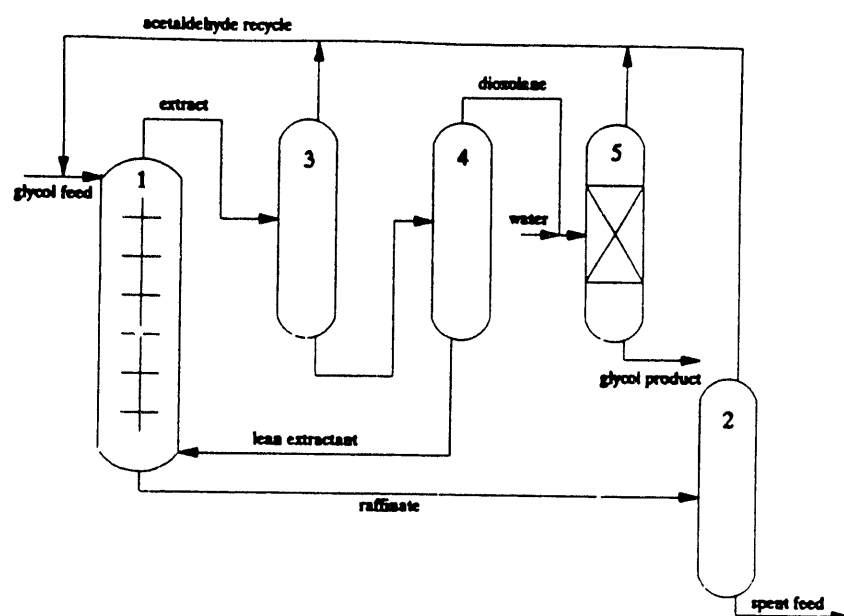 acetaldehyde recycle
extract
dioxolane
glycol feed
1
3
4
5
water
glycol product
2
lean extractant
raffinate
spent feed